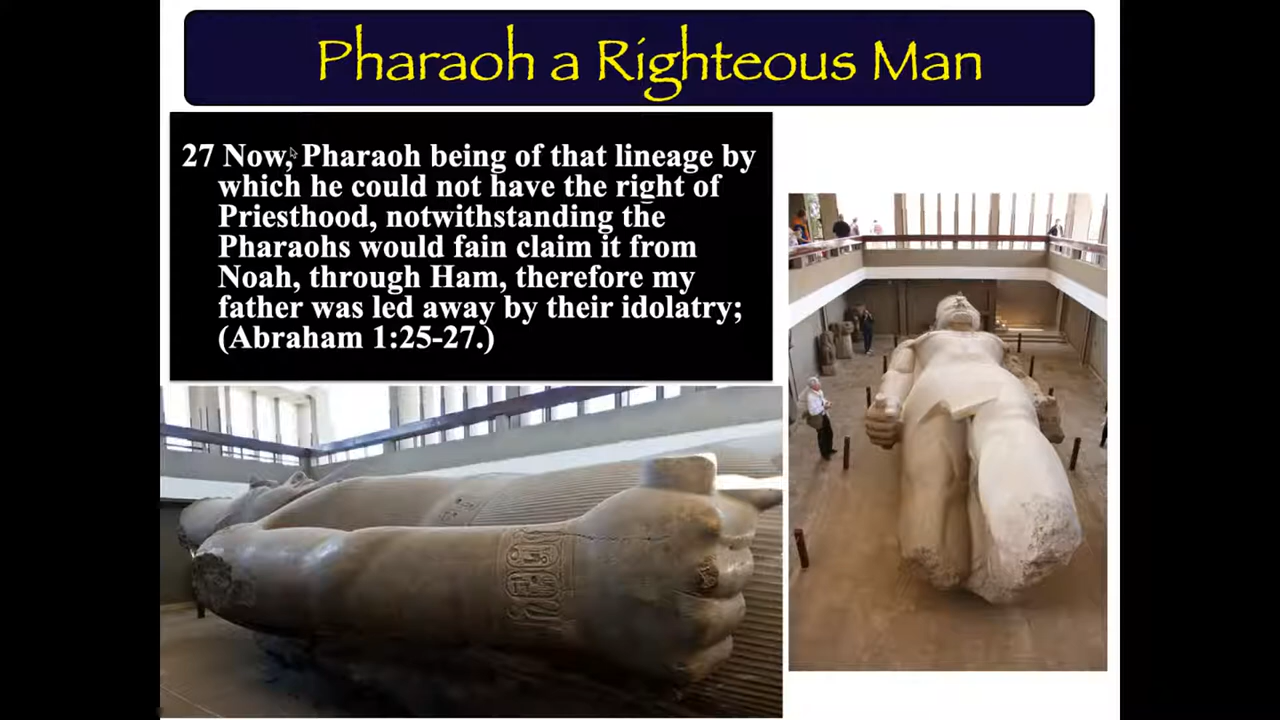 Pharaoh a Righteous Man
27 Now, Pharaoh being of that lineage by
which he could not have the right of
Priesthood, notwithstanding the
Pharaohs would fain claim it from
Noah, through Ham, therefore my
father was led away by their idolatry;
(Abraham 1:25-27.)